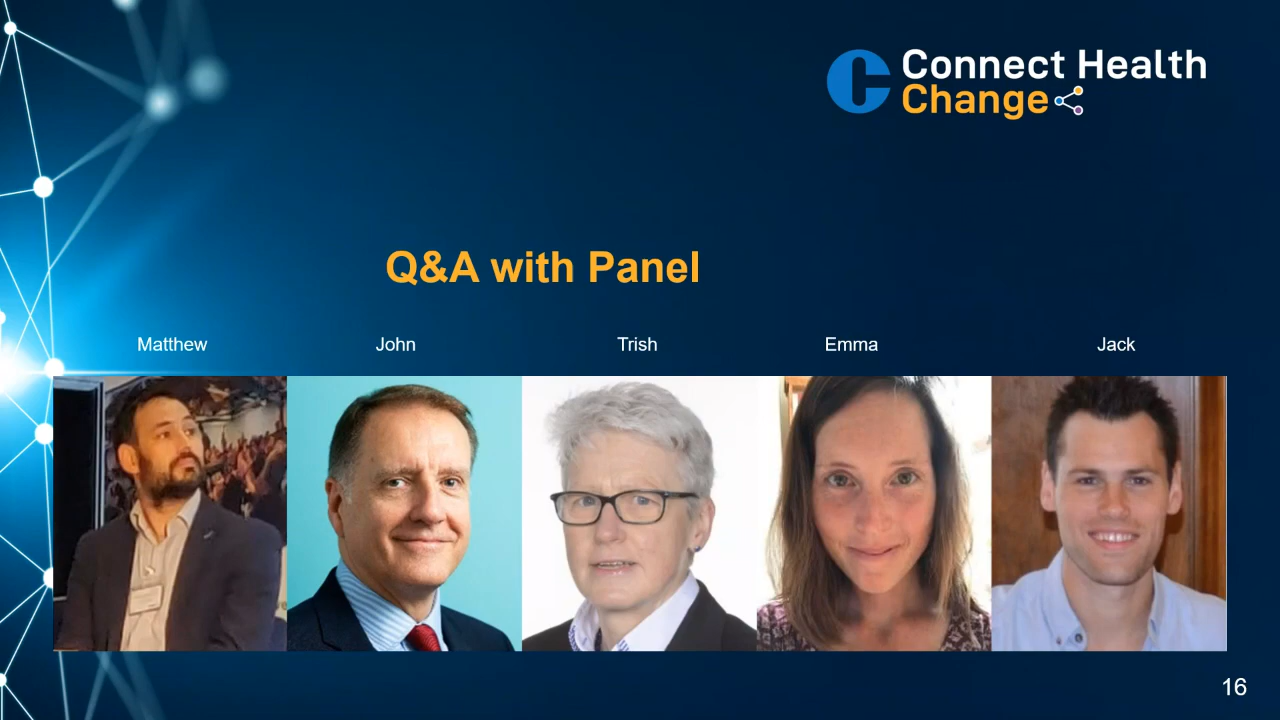 Connect Health
Change
Q&A with Panel
Matthew John Trish Emma Jack
16